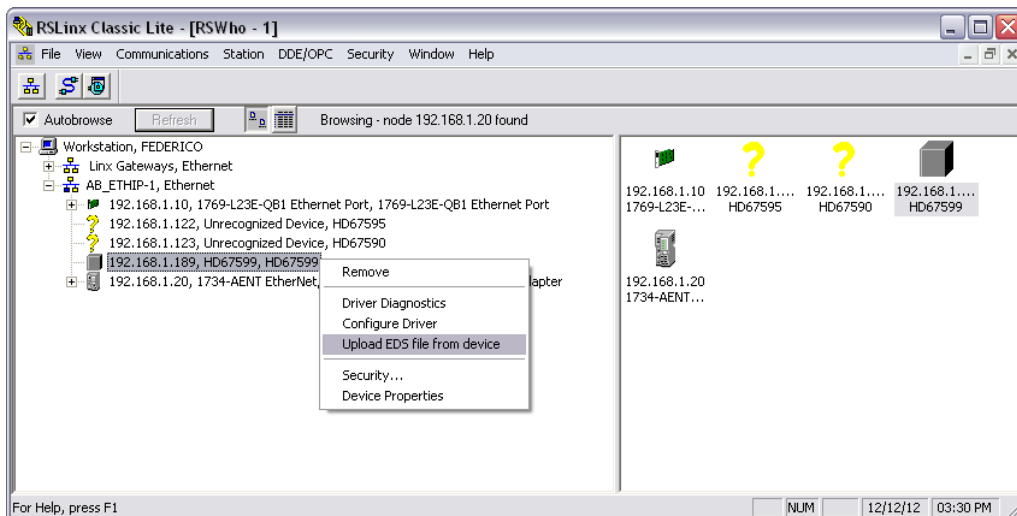 RSLinx Classic Lite - [RSWho - 1]
File View Communications Station DDE/OPC Security Window Help
Autobrowse Refresh Browsing - node 192.168.1.20 found
Workstation, FEDERICO
Linx Gateways, Ethernet
AB_ETHIP-1, Ethernet
192.168.1.10, 1769-L23E-QB1 Ethernet Port, 1769-L23E-QB1 Ethernet Port
192.168.1.122, Unrecognized Device, HD67595
192.168.1.123, Unrecognized Device, HD67590
192.168.1.189, HD67599, HD67599
192.168.1.20, 1734-AENT EtherNet, lapter
Remove
Driver Diagnostics
Configure Driver
Upload EDS file from device
Security...
Device Properties
192.168.1.10 192.168.1.... 192.168.1.... 192.168.1....
1769-L23E-... HD67595 HD67590 HD67599
192.168.1.20
1734-AENT...
For Help, press F1 NUM 12/12/12 03:30 PM